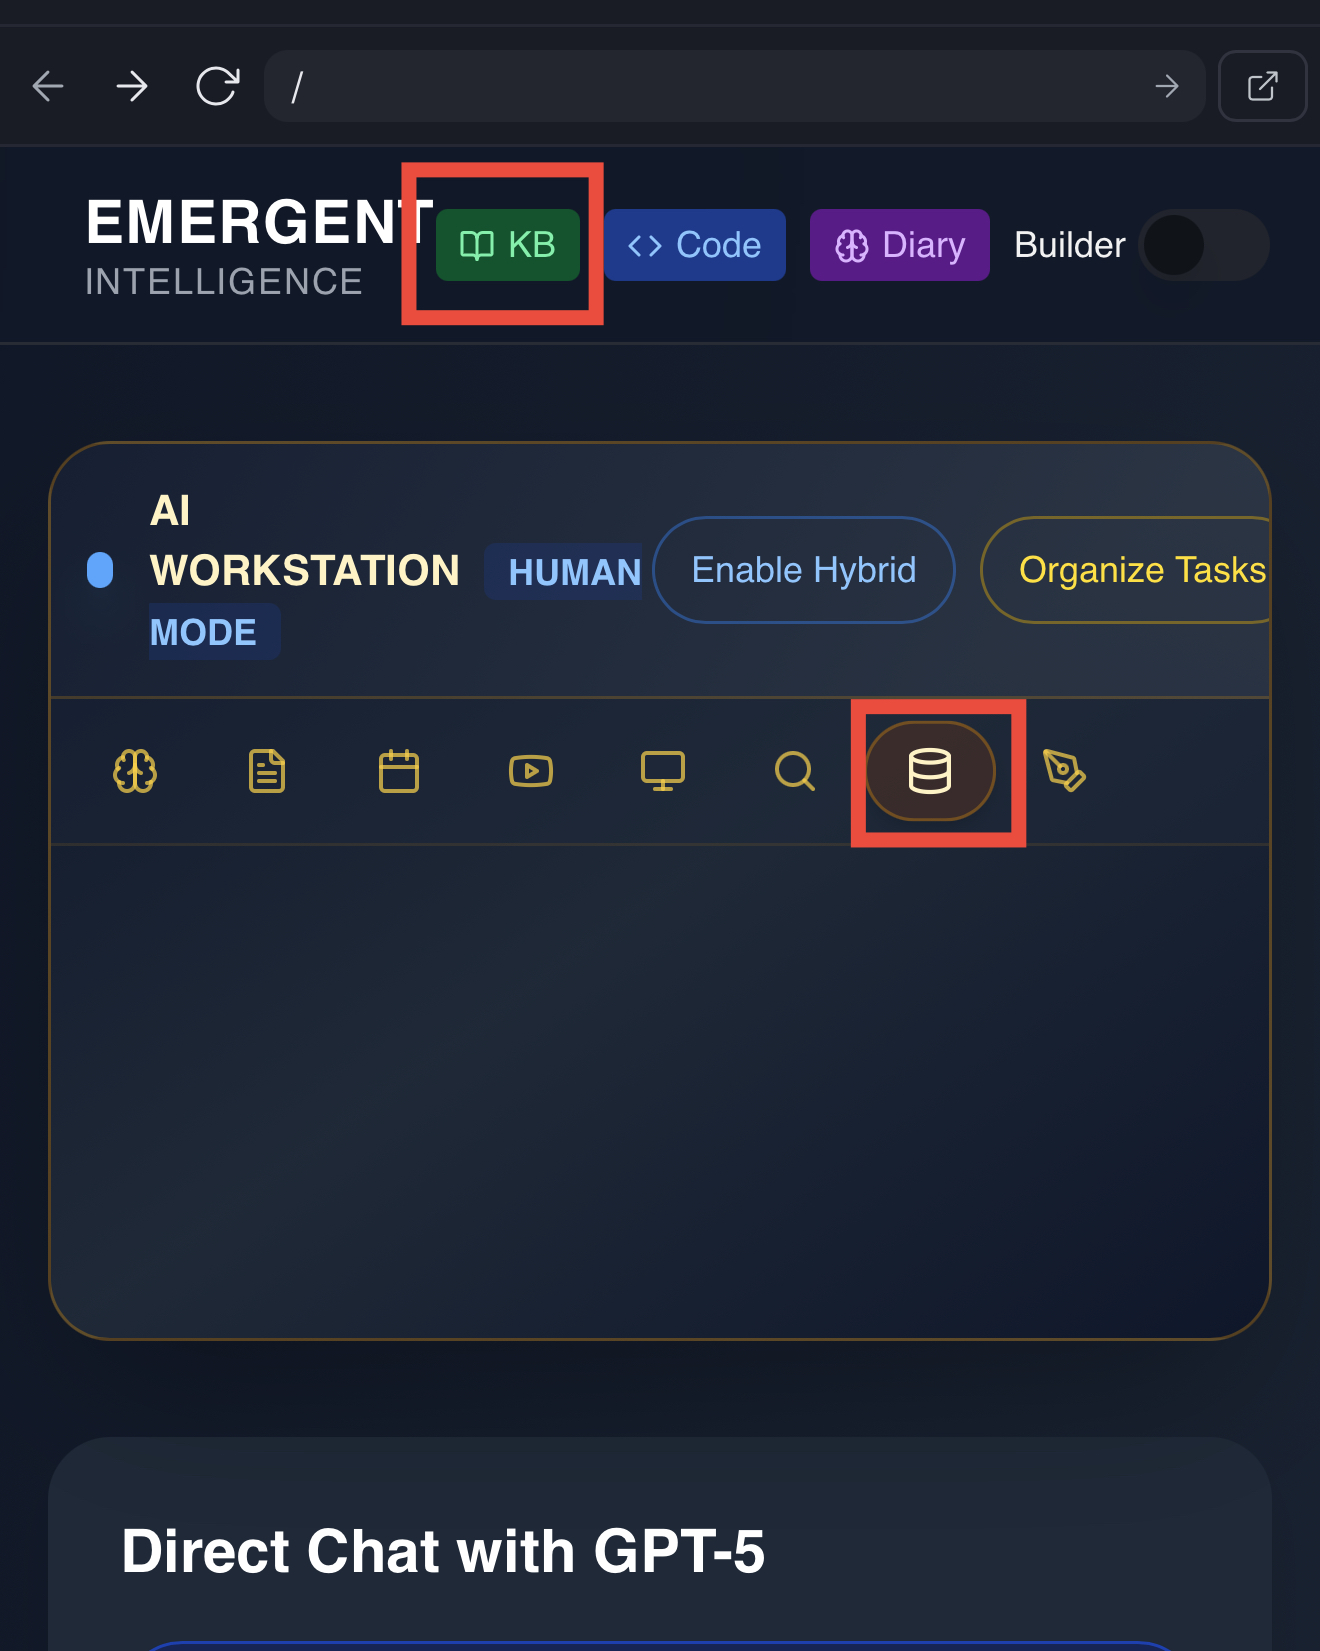 /
EMERGENT
INTELLIGENCE
KB
Code
Diary
Builder
AI
WORKSTATION HUMAN
MODE
Enable Hybrid
Organize Tasks
Direct Chat with GPT-5